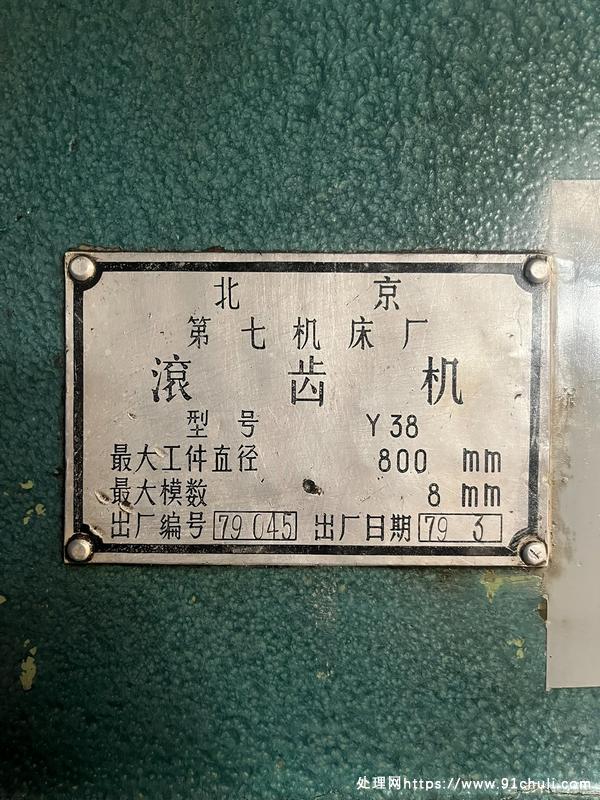 北京
第七机床厂
滚齿机
型号 Y38
最大工件直径 800 mm
最大模数 8 mm
出厂编号 79 045 出厂日期 79 3
处理网https://www.91chuli.com